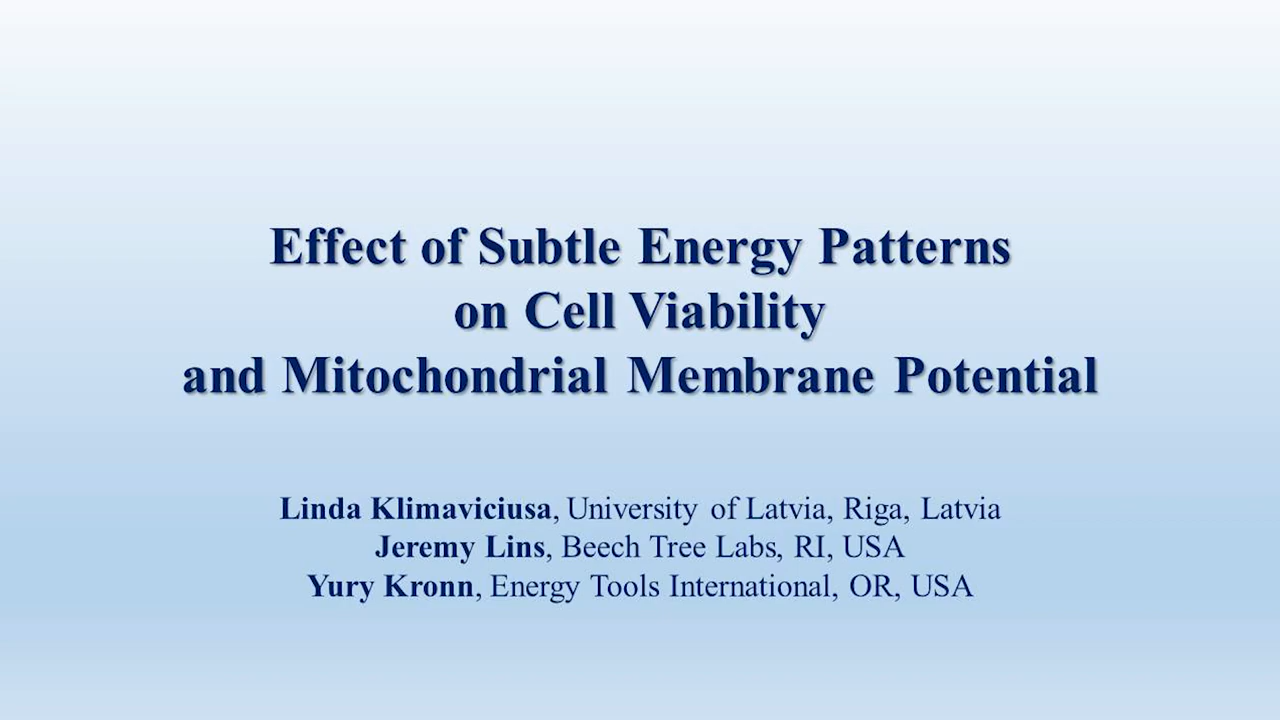 Effect of Subtle Energy Patterns
on Cell Viability
and Mitochondrial Membrane Potential
Linda Klimaviciusa, University of Latvia, Riga, Latvia
Jeremy Lins, Beech Tree Labs, RI, USA
Yury Kronn, Energy Tools International, OR, USA